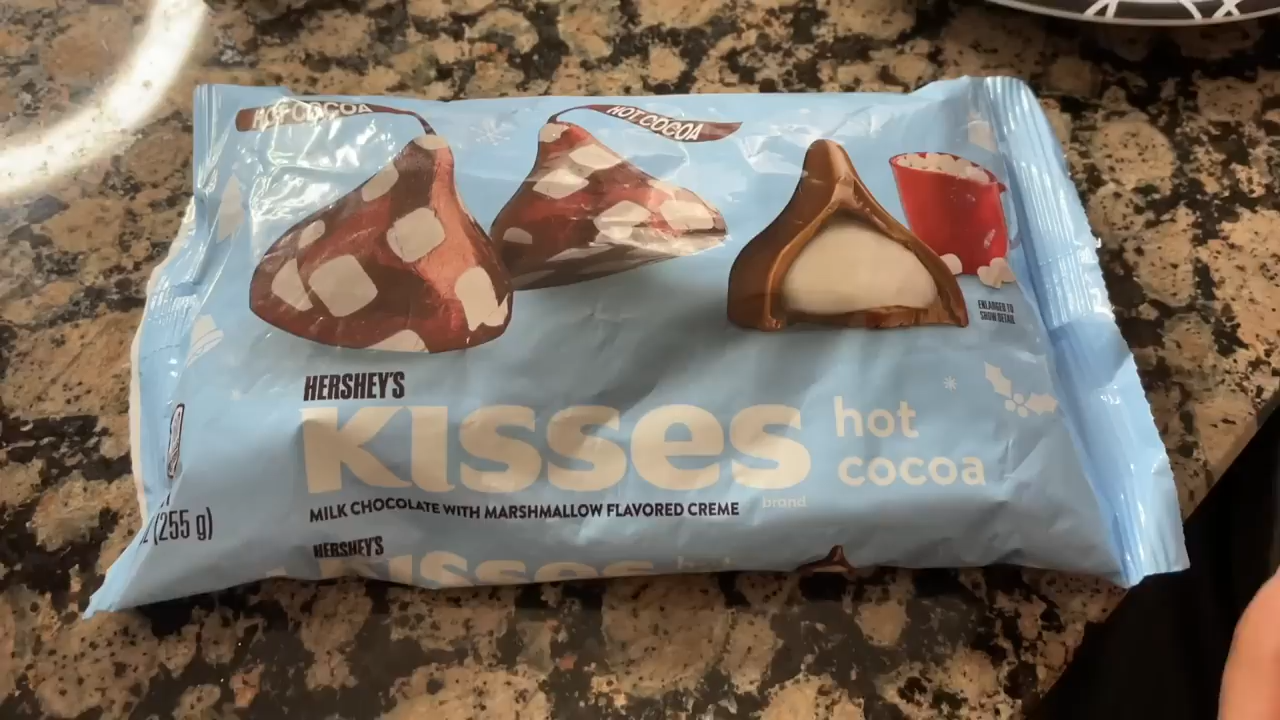 HOT COCOA
HOT COCOA
ENLARGED TO
SHOW DETAIL
HERSHEY'S
KISSES
hot
cocoa
brand
MILK CHOCOLATE WITH MARSHMALLOW FLAVORED CREME
(255 g)
HERSHEY'S
KISSES